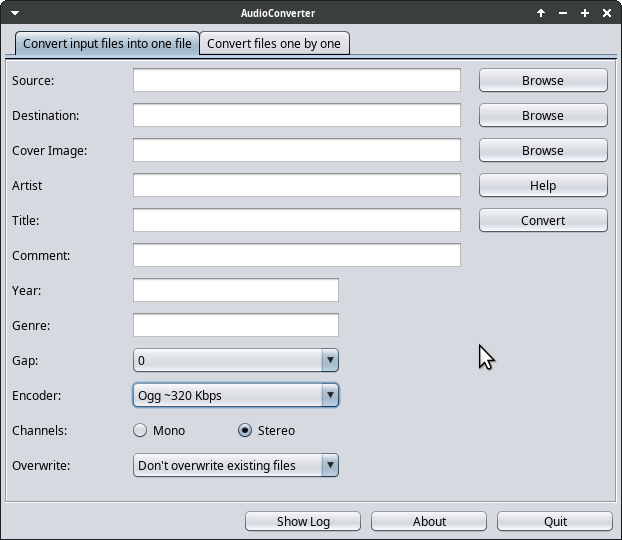 AudioConverter
Convert input files into one file Convert files one by one
Source: Browse
Destination: Browse
Cover Image: Browse
Artist Help
Title: Convert
Comment:
Year:
Genre:
Gap: 0
Encoder: Ogg ~320 Kbps
Channels: Mono Stereo
Overwrite: Don't overwrite existing files
Show Log About Quit